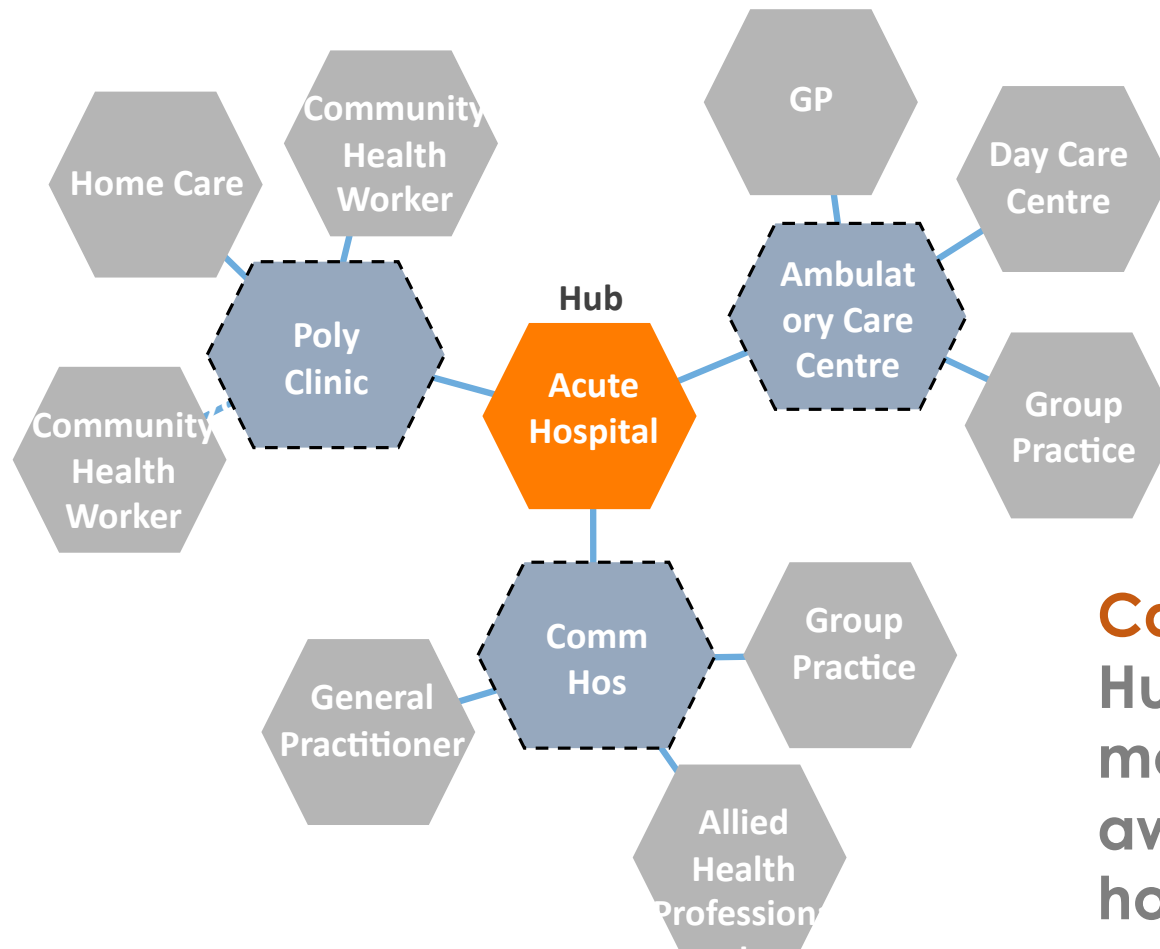 Community
Health
Worker
Home Care
GP
Day Care
Centre
Poly
Clinic
Hub
Acute
Hospital
Ambulat
ory Care
Centre
Group
Practice
Community
Health
Worker
Comm
Hos
Group
Practice
General
Practitioner
Allied
Health
Profession